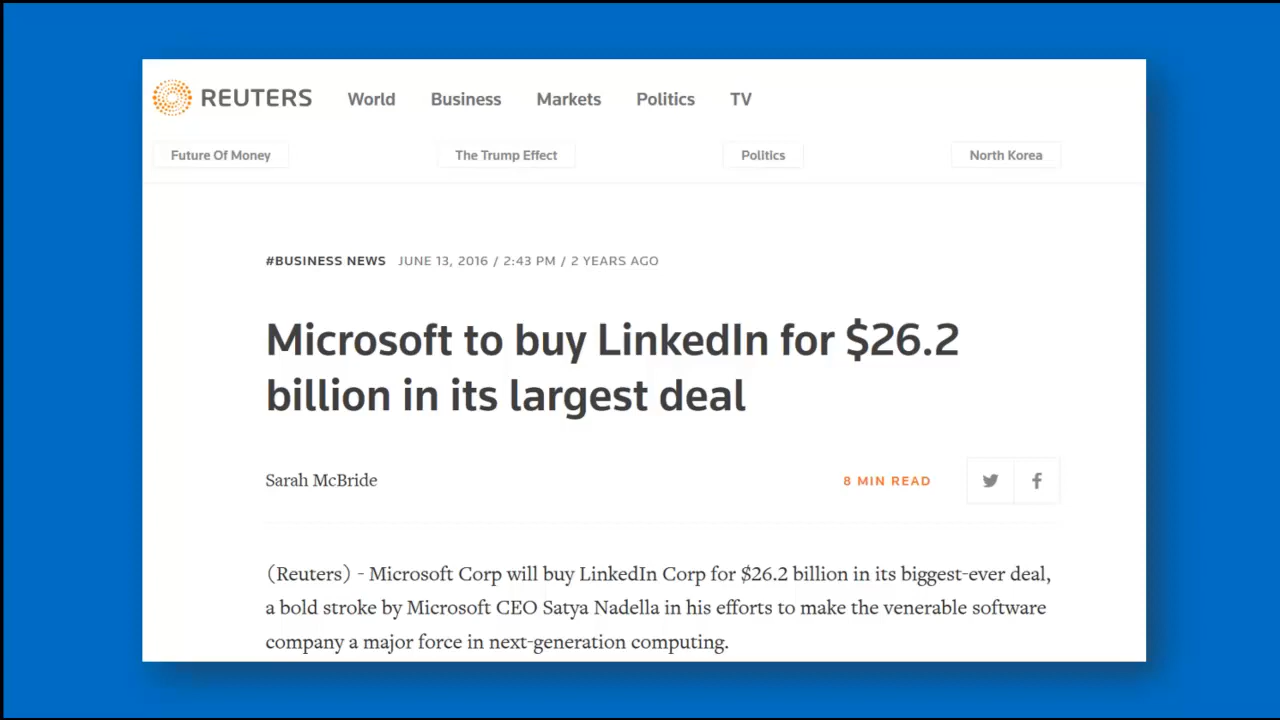 REUTERS World Business Markets Politics TV
Future Of Money The Trump Effect Politics North Korea
#BUSINESS NEWS JUNE 13, 2016 / 2:43 PM / 2 YEARS AGO
Microsoft to buy LinkedIn for $26.2
billion in its largest deal
Sarah McBride 8 MIN READ
(Reuters) - Microsoft Corp will buy LinkedIn Corp for $26.2 billion in its biggest-ever deal,
a bold stroke by Microsoft CEO Satya Nadella in his efforts to make the venerable software
company a major force in next-generation computing.